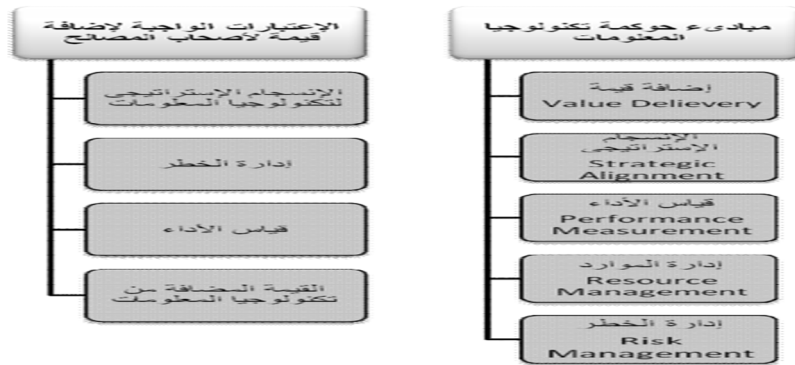 مبادىء حوكمة تكنولوجيا
المعلومات
إضافة قيمة
Value Delievery
الإنسجام
الإستراتيجى
Strategic
Alignment
قياس الأداء
Performance
Measurement
إدارة الموارد
Resource
Management
إدارة الخطر
Risk
Management
الإعتبارات الواجبة لإضافة
قيمة لأصحاب المصالح
الإنسجام الإستراتيجى
لتكنولوجيا المعلومات
إدارة الخطر
قياس الأداء
القيمة المضافة من
تكنولوجيا المعلومات